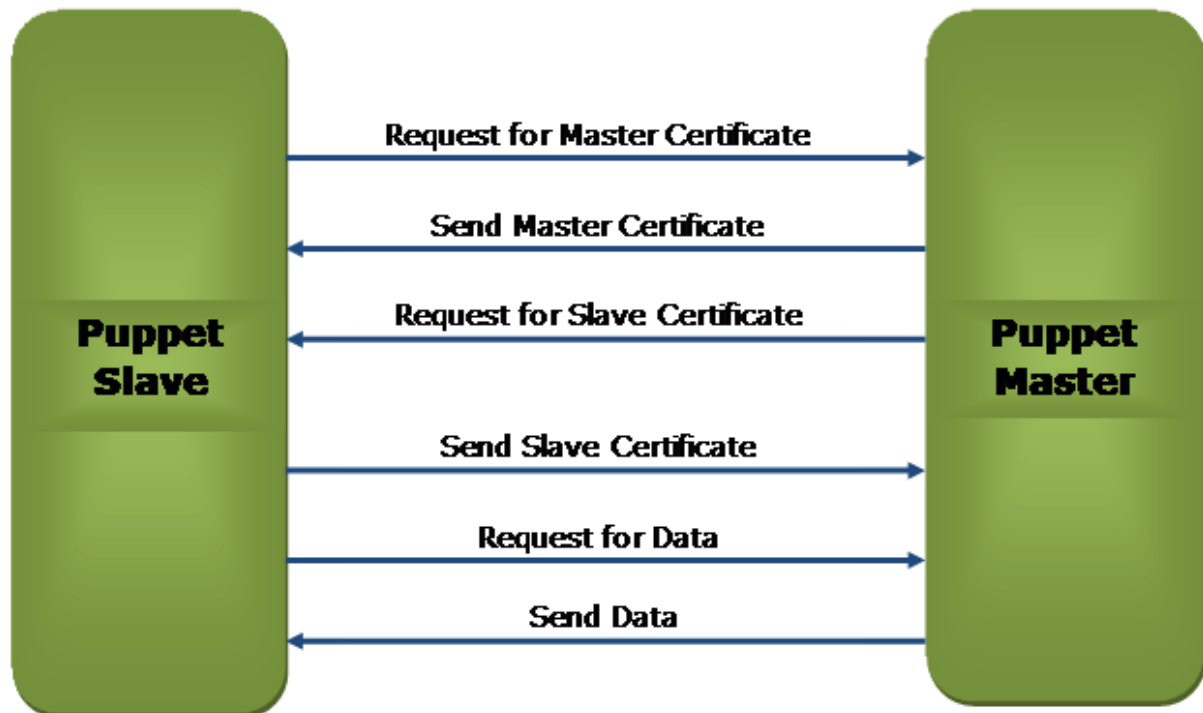 Request for Master Certificate
Send Master Certificate
Request for Slave Certificate
Puppet
Slave
Puppet
Master
Send Slave Certificate
Request for Data
Send Data